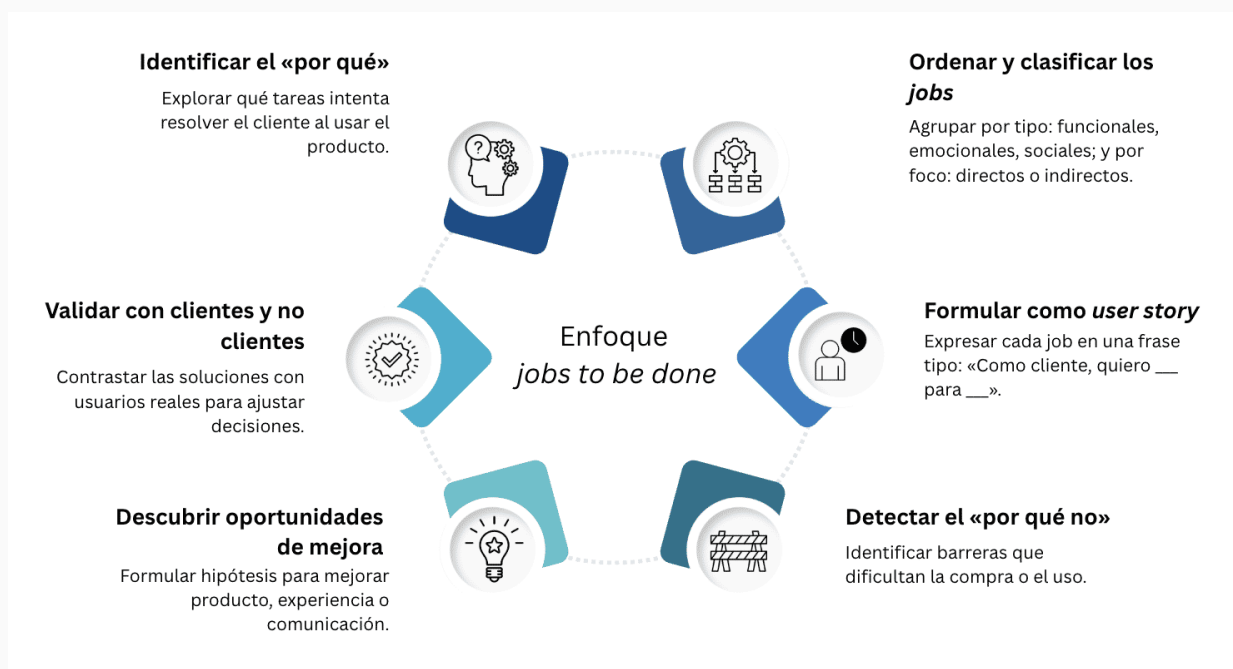 Identificar el «por qué»
Explorar qué tareas intenta
resolver el cliente al usar el
producto.
Ordenar y clasificar los
jobs
Agrupar por tipo: funcionales,
emocionales, sociales; y por
foco: directos o indirectos.
Formular como user story
Expresar cada job en una frase
tipo: «Como cliente, quiero ___
para ___».
Detectar el «por qué no»
Identificar barreras que
dificultan la compra o el uso.
Descubrir oportunidades
de mejora
Formular hipótesis para mejorar
producto, experiencia o
comunicación.
Validar con clientes y no
clientes
Contrastar las soluciones con
usuarios reales para ajustar
decisiones.
Enfoque
jobs to be done
?